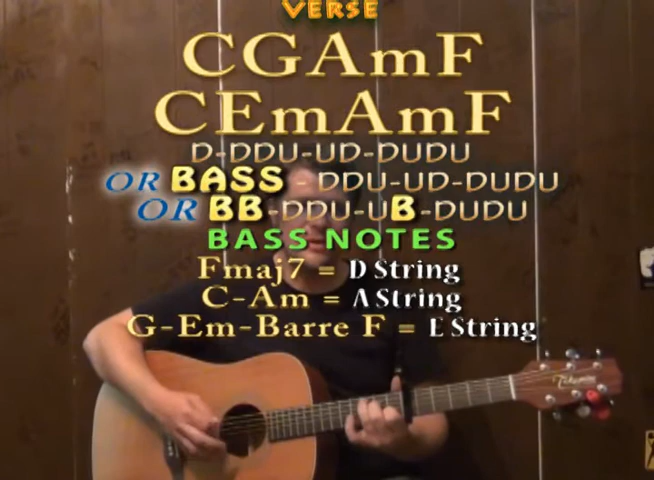 VERSE
CGAmF
CEmAmF
D-DDU-UD-DUDU
OR BASS - DDU-UD-DUDU
OR BB-DDU-UB-DUDU
BASS NOTES
Fmaj7 = D String
C-Am = A String
G-Em-Barre F = E String
Takamine